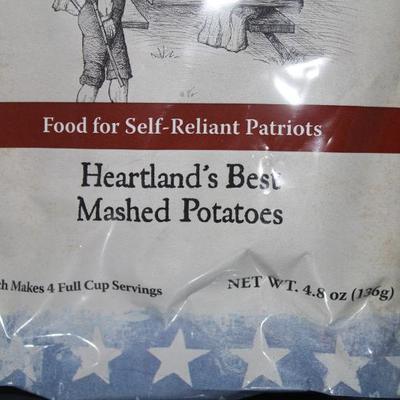 Food for Self-Reliant Patriots
Heartland's Best
Mashed Potatoes
Makes 4 Full Cup Servings
NET WT. 4.8 oz (136g)